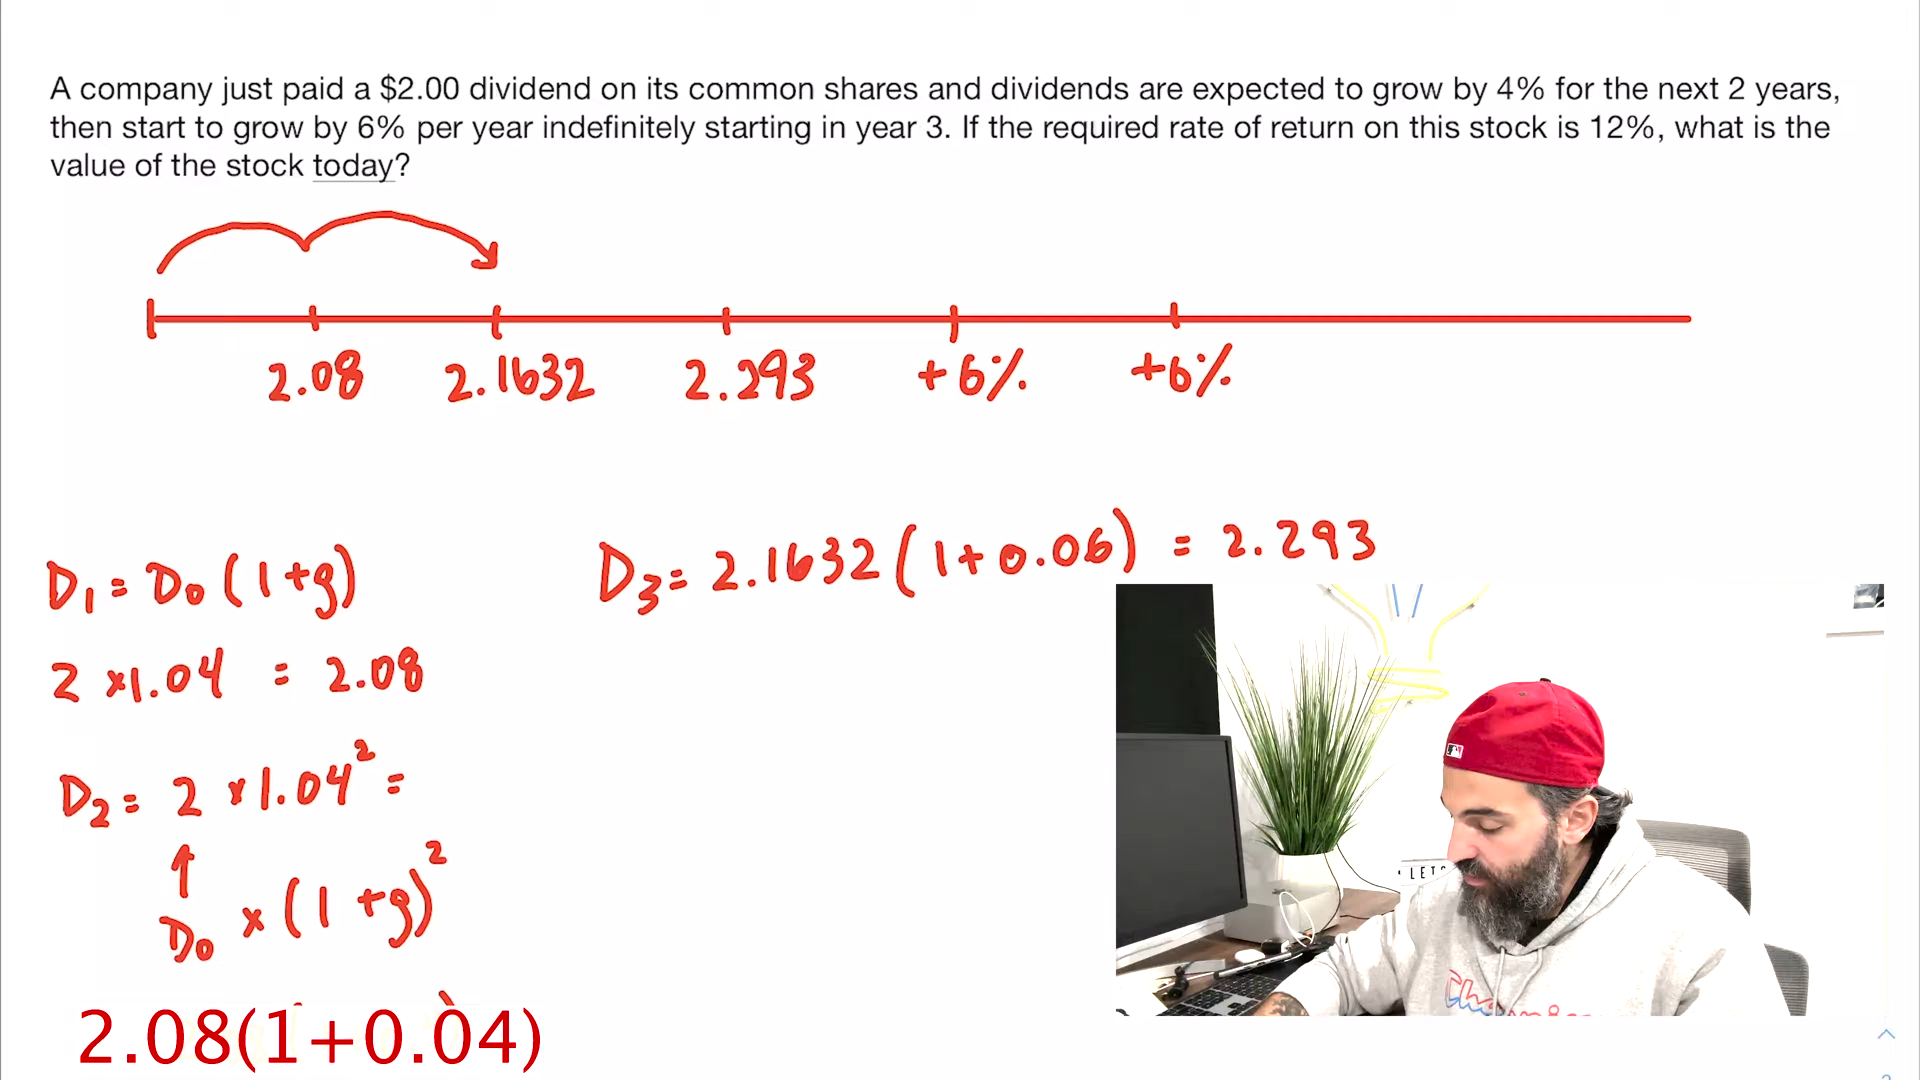 A company just paid a $2.00 dividend on its common shares and dividends are expected to grow by 4% for the next 2 years,
then start to grow by 6% per year indefinitely starting in year 3. If the required rate of return on this stock is 12%, what is the
value of the stock today?
2.08 2.1632 2.293 +6% +6%
D₁ = D₀ (1+g)
2 ×1.04 = 2.08
D₂ = 2 ×1.04² =
↑
D₀ × (1+g)²
2.08(1+0.04)
D₃ = 2.1632 (1+0.06) = 2.293
LETS